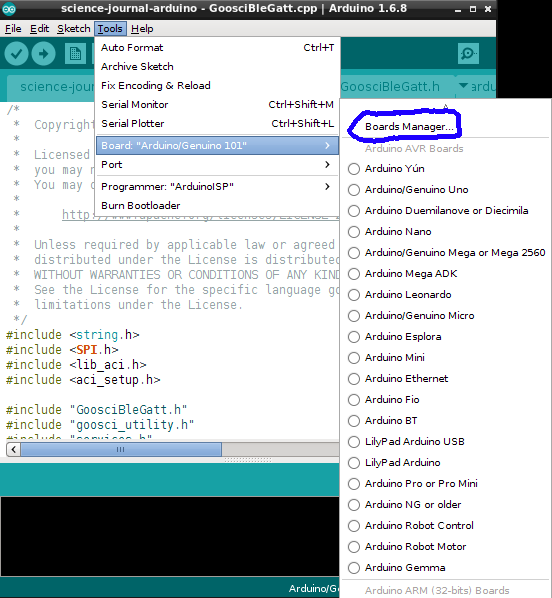 science-journal-arduino - GoosciBleGatt.cpp | Arduino 1.6.8
File Edit Sketch Tools Help
Auto Format Ctrl+T
Archive Sketch
Fix Encoding & Reload
Serial Monitor Ctrl+Shift+M
Serial Plotter Ctrl+Shift+L
Board: "Arduino/Genuino 101"
Port
Programmer: "ArduinoISP"
Burn Bootloader
science-jour
GoosciBleGatt.h
ardu
Boards Manager...
Arduino AVR Boards
Arduino Yún
Arduino/Genuino Uno
Arduino Duemilanove or Diecimila
Arduino Nano
Arduino/Genuino Mega or Mega 2560
Arduino Mega ADK
Arduino Leonardo
Arduino/Genuino Micro
Arduino Esplora
Arduino Mini
Arduino Ethernet
Arduino Fio
Arduino BT
LilyPad Arduino USB
LilyPad Arduino
Arduino Pro or Pro Mini
Arduino NG or older
Arduino Robot Control
Arduino Robot Motor
Arduino Gemma
Arduino ARM (32-bits) Boards
/*
* Copyright
*
* Licensed
* you may n
* You may o
*
*
* Unless required by applicable law or agreed
* distributed under the License is distributed
* WITHOUT WARRANTIES OR CONDITIONS OF ANY KIND
* See the License for the specific language go
* limitations under the License.
*/
#include <string.h>
#include <SPI.h>
#include <lib_aci.h>
#include <aci_setup.h>
#include "GoosciBleGatt.h"
#include "goosci_utility.h"
#include "services.h"
Arduino/G